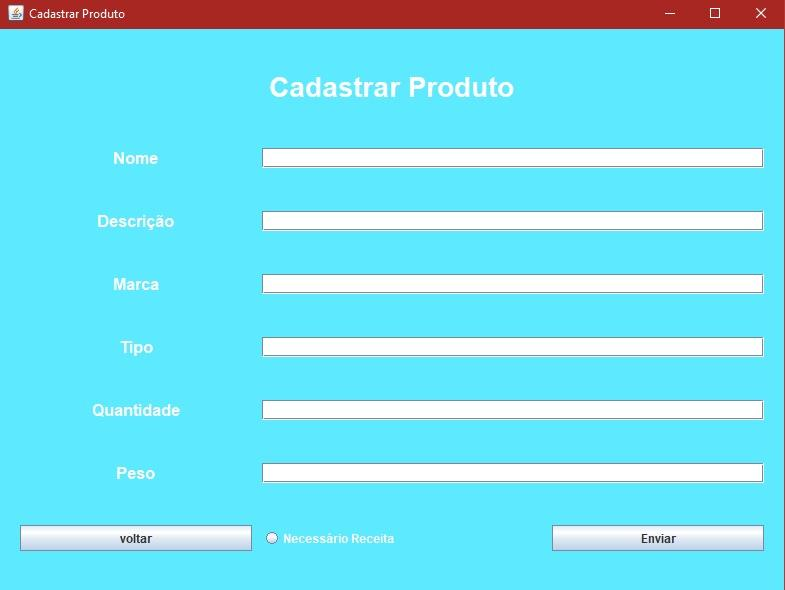 Cadastrar Produto
Cadastrar Produto
Nome
Descrição
Marca
Tipo
Quantidade
Peso
voltar
Necessário Receita
Enviar